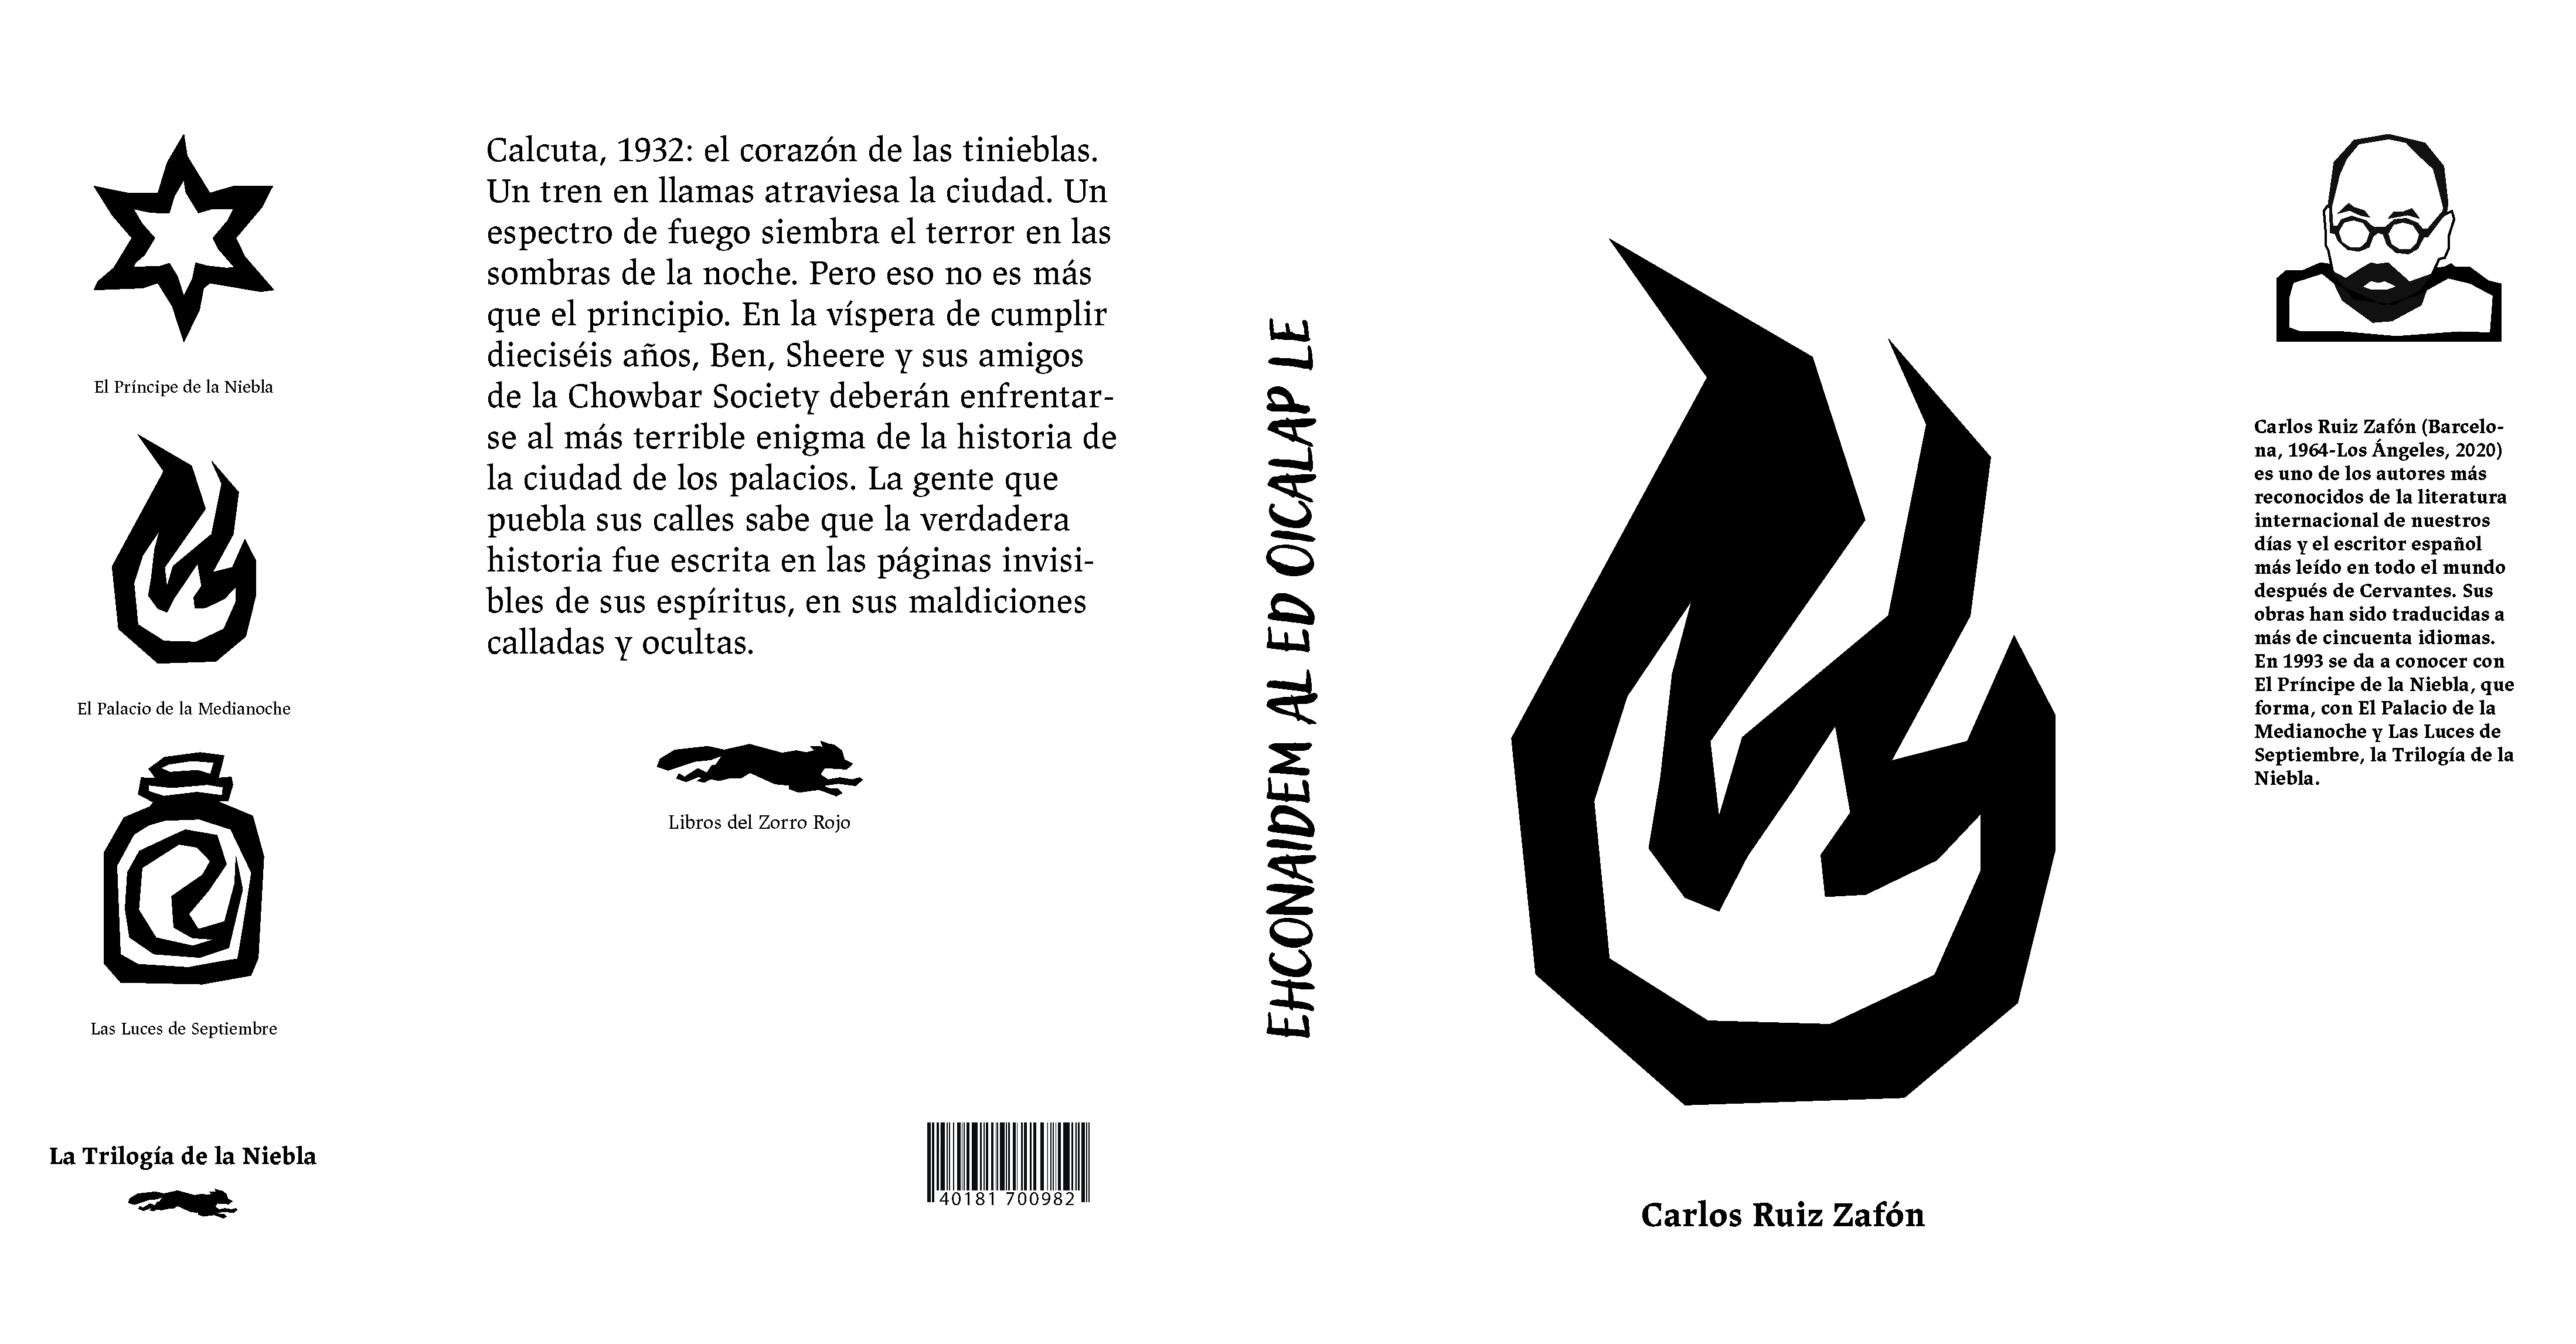 El Príncipe de la Niebla
El Palacio de la Medianoche
Las Luces de Septiembre
La Trilogía de la Niebla
Calcuta, 1932: el corazón de las tinieblas.
Un tren en llamas atraviesa la ciudad. Un
espectro de fuego siembra el terror en las
sombras de la noche. Pero eso no es más
que el principio. En la víspera de cumplir
dieciséis años, Ben, Sheere y sus amigos
de la Chowbar Society deberán enfrentar-
se al más terrible enigma de la historia de
la ciudad de los palacios. La gente que
puebla sus calles sabe que la verdadera
historia fue escrita en las páginas invisi-
bles de sus espíritus, en sus maldiciones
calladas y ocultas.
Libros del Zorro Rojo
40181 700982
EHCONAIDEM AL ED OICALAP LE
Carlos Ruiz Zafón
Carlos Ruiz Zafón (Barcelo-
na, 1964-Los Ángeles, 2020)
es uno de los autores más
reconocidos de la literatura
internacional de nuestros
días y el escritor español
más leído en todo el mundo
después de Cervantes. Sus
obras han sido traducidas a
más de cincuenta idiomas.
En 1993 se da a conocer con
El Príncipe de la Niebla, que
forma, con El Palacio de la
Medianoche y Las Luces de
Septiembre, la Trilogía de la
Niebla.